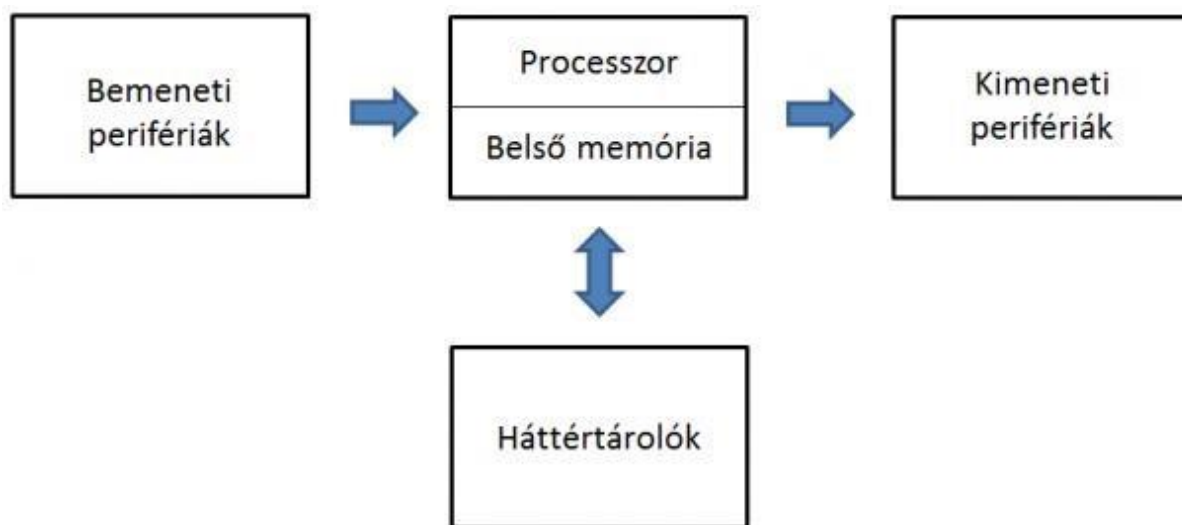 Bemeneti
perifériák
Processzor
Belső memória
Kimeneti
perifériák
Háttértárolók